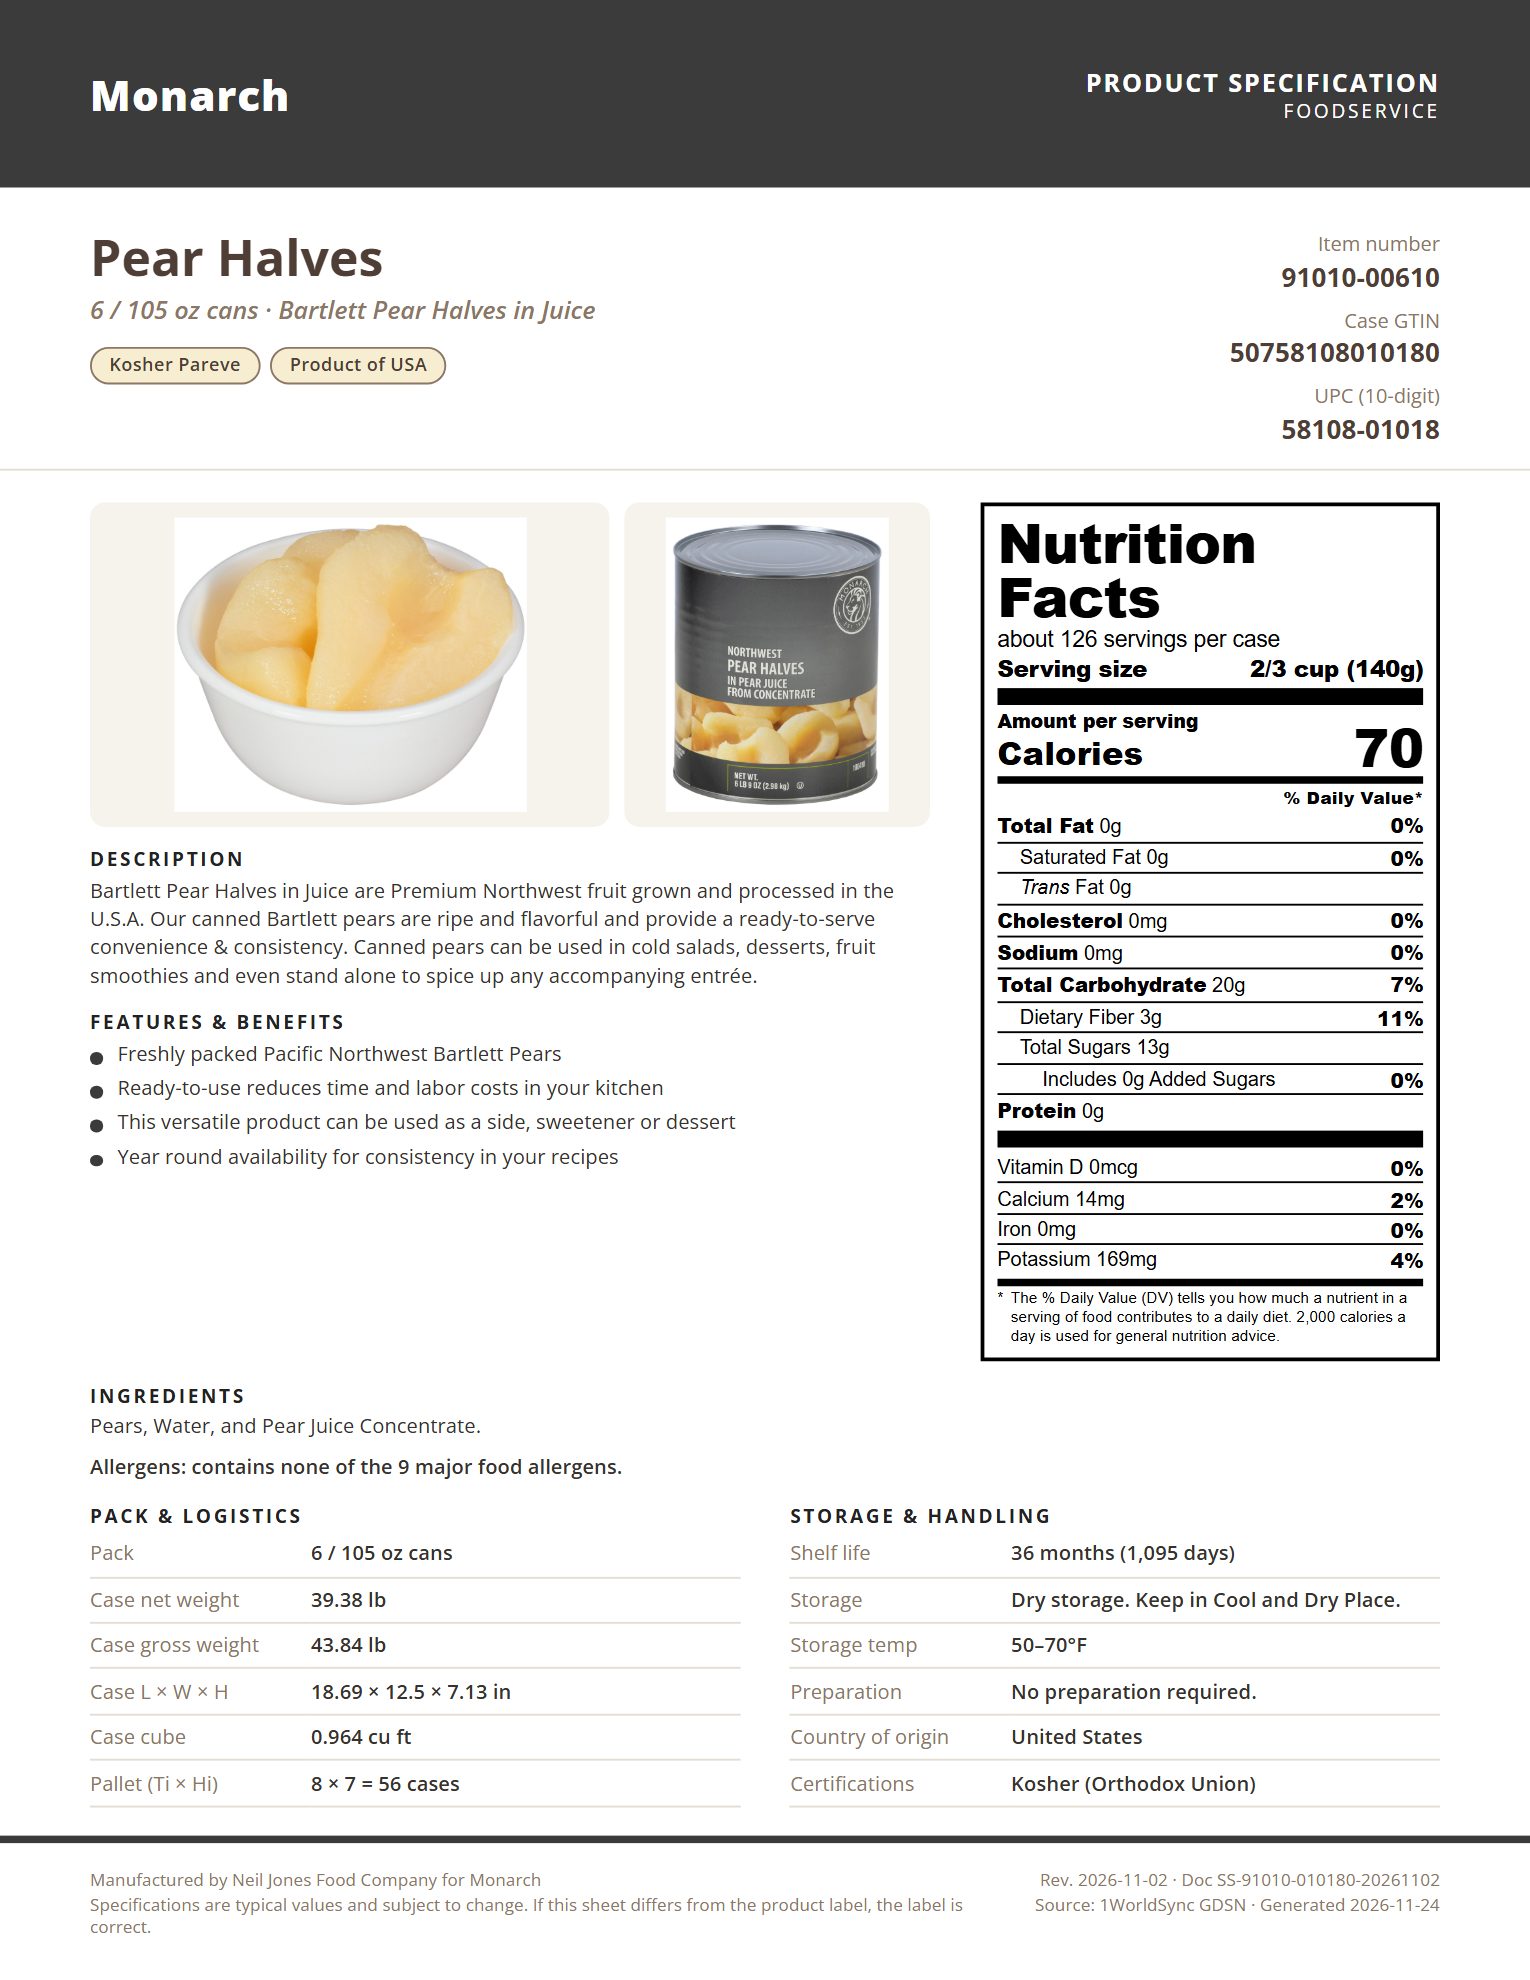 Monarch
PRODUCT SPECIFICATION
FOODSERVICE
Pear Halves
6 / 105 oz cans · Bartlett Pear Halves in Juice
Kosher Pareve
Product of USA
Item number
91010-00610
Case GTIN
50758108010180
UPC (10-digit)
58108-01018
MONARCH
NORTHWEST
PEAR HALVES
IN PEAR JUICE
FROM CONCENTRATE
NET WT.
6 LB 9 OZ (2.98 kg)
DESCRIPTION
Bartlett Pear Halves in Juice are Premium Northwest fruit grown and processed in the
U.S.A. Our canned Bartlett pears are ripe and flavorful and provide a ready-to-serve
convenience & consistency. Canned pears can be used in cold salads, desserts, fruit
smoothies and even stand alone to spice up any accompanying entrée.
FEATURES & BENEFITS
Freshly packed Pacific Northwest Bartlett Pears
Ready-to-use reduces time and labor costs in your kitchen
This versatile product can be used as a side, sweetener or dessert
Year round availability for consistency in your recipes
Nutrition
Facts
about 126 servings per case
Serving size 2/3 cup (140g)
Amount per serving
Calories 70
% Daily Value*
Total Fat 0g 0%
Saturated Fat 0g 0%
Trans Fat 0g
Cholesterol 0mg 0%
Sodium 0mg 0%
Total Carbohydrate 20g 7%
Dietary Fiber 3g 11%
Total Sugars 13g
Includes 0g Added Sugars 0%
Protein 0g
Vitamin D 0mcg 0%
Calcium 14mg 2%
Iron 0mg 0%
Potassium 169mg 4%
* The % Daily Value (DV) tells you how much a nutrient in a
serving of food contributes to a daily diet. 2,000 calories a
day is used for general nutrition advice.
INGREDIENTS
Pears, Water, and Pear Juice Concentrate.
Allergens: contains none of the 9 major food allergens.
PACK & LOGISTICS
Pack 6 / 105 oz cans
Case net weight 39.38 lb
Case gross weight 43.84 lb
Case L × W × H 18.69 × 12.5 × 7.13 in
Case cube 0.964 cu ft
Pallet (Ti × Hi) 8 × 7 = 56 cases
STORAGE & HANDLING
Shelf life 36 months (1,095 days)
Storage Dry storage. Keep in Cool and Dry Place.
Storage temp 50–70°F
Preparation No preparation required.
Country of origin United States
Certifications Kosher (Orthodox Union)
Manufactured by Neil Jones Food Company for Monarch
Specifications are typical values and subject to change. If this sheet differs from the product label, the label is
correct.
Rev. 2026-11-02 · Doc SS-91010-010180-20261102
Source: 1WorldSync GDSN · Generated 2026-11-24